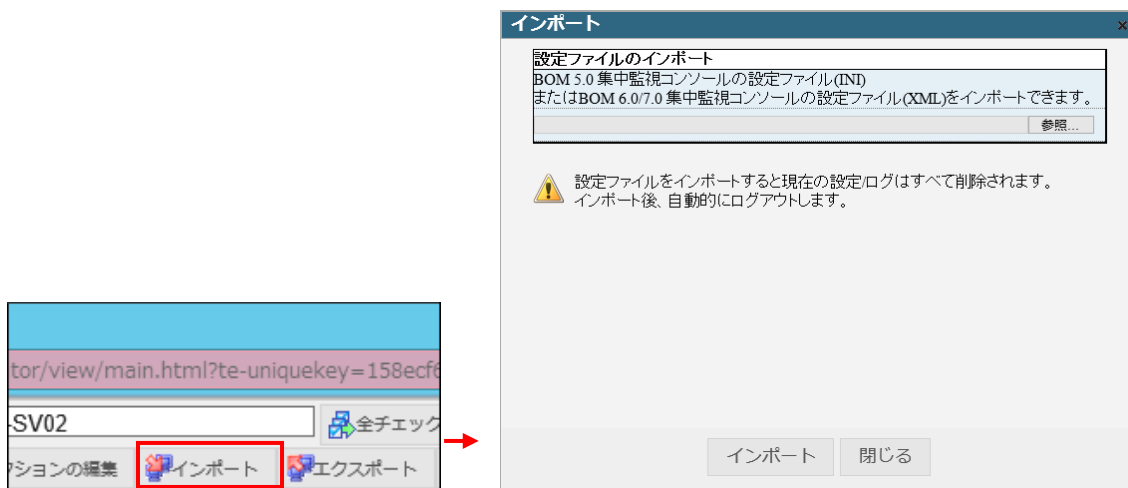 インポート ×
設定ファイルのインポート
BOM 5.0 集中監視コンソールの設定ファイル(INI)
またはBOM 6.0/7.0 集中監視コンソールの設定ファイル(XML)をインポートできます。
参照...
設定ファイルをインポートすると現在の設定/ログはすべて削除されます。
インポート後、自動的にログアウトします。
インポート 閉じる
tor/view/main.html?te-uniquekey=158ecf6
-SV02 全チェック
クションの編集 インポート エクスポート